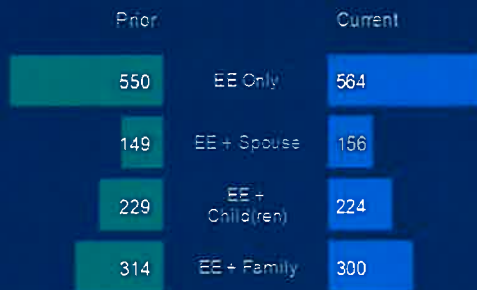 Prior Current
550 EE Only 564
149 EE + Spouse 156
229 EE + Child(ren) 224
314 EE + Family 300